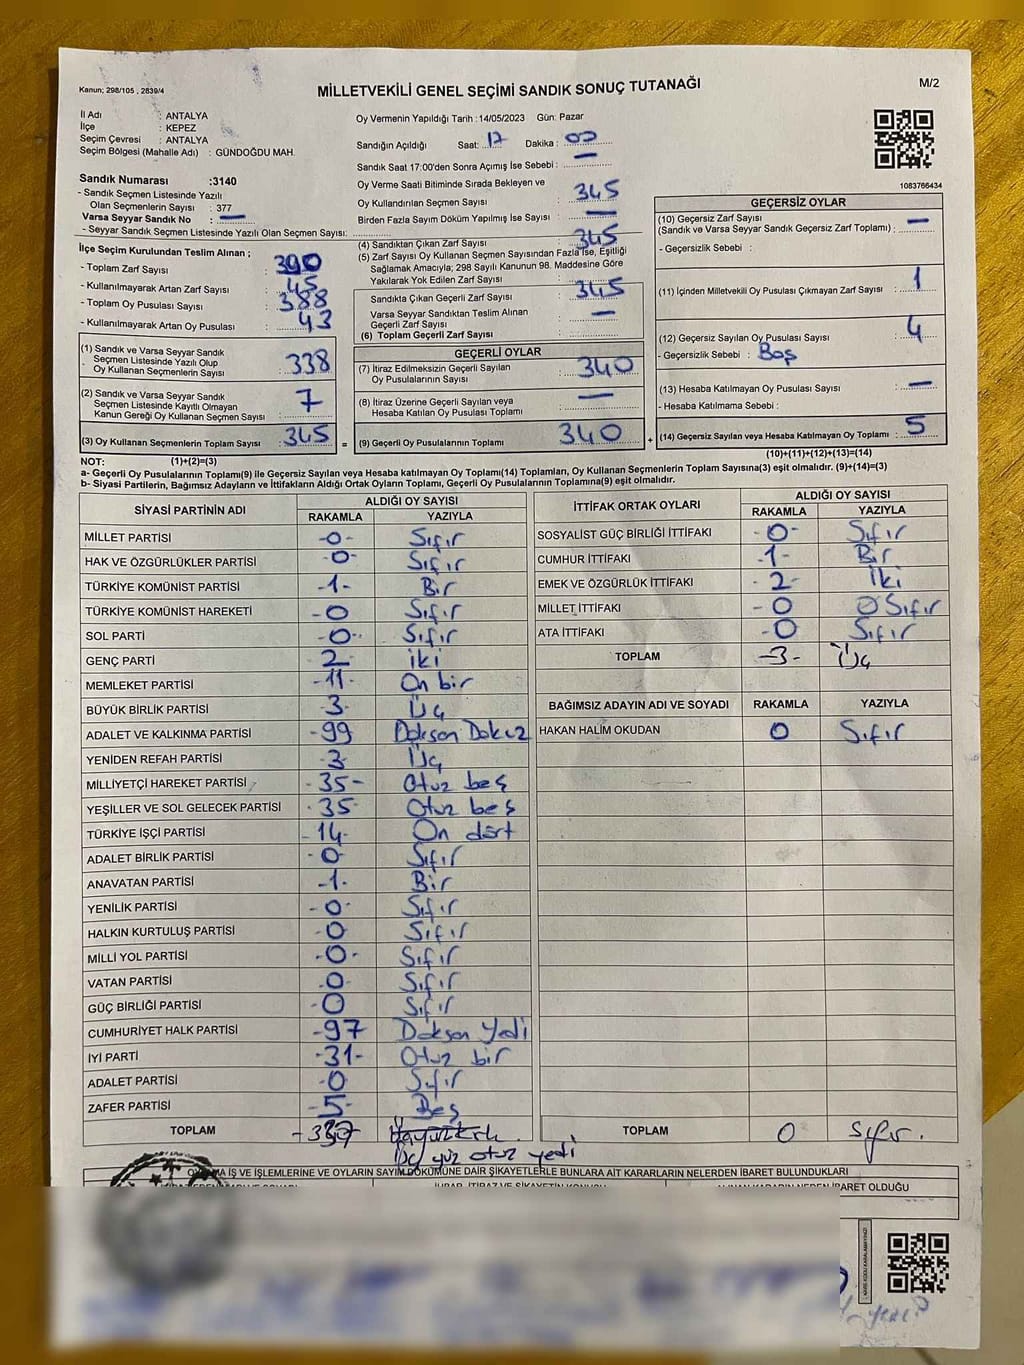 Kanun; 298/105 , 2839/4
MİLLETVEKİLİ GENEL SEÇİMİ SANDIK SONUÇ TUTANAĞI
M/2
İl Adı : ANTALYA
İlçe : KEPEZ
Seçim Çevresi : ANTALYA
Seçim Bölgesi (Mahalle Adı) : GÜNDOĞDU MAH.
Sandık Numarası :3140
- Sandık Seçmen Listesinde Yazılı
Olan Seçmenlerin Sayısı : 377
Varsa Seyyar Sandık No : —
- Seyyar Sandık Seçmen Listesinde Yazılı Olan Seçmen Sayısı:
Oy Vermenin Yapıldığı Tarih :14/05/2023 Gün: Pazar
Sandığın Açıldığı Saat: 17 Dakika : 00
Sandık Saat 17:00'den Sonra Açımış İse Sebebi : —
Oy Verme Saati Bitiminde Sırada Bekleyen ve
Oy Kullandırılan Seçmen Sayısı : 345
Birden Fazla Sayım Döküm Yapılmış İse Sayısı : —
1083766434
İlçe Seçim Kurulundan Teslim Alınan ;
- Toplam Zarf Sayısı : 390
- Kullanılmayarak Artan Zarf Sayısı : 45
- Toplam Oy Pusulası Sayısı : 388
- Kullanılmayarak Artan Oy Pusulası : 43
(4) Sandıktan Çıkan Zarf Sayısı : 345
(5) Zarf Sayısı Oy Kullanan Seçmen Sayısından Fazla İse, Eşitliği
Sağlamak Amacıyla; 298 Sayılı Kanunun 98. Maddesine Göre
Yakılarak Yok Edilen Zarf Sayısı :
Sandıkta Çıkan Geçerli Zarf Sayısı : 345
Varsa Seyyar Sandıktan Teslim Alınan
Geçerli Zarf Sayısı : —
(6) Toplam Geçerli Zarf Sayısı :
GEÇERSİZ OYLAR
(10) Geçersiz Zarf Sayısı
(Sandık ve Varsa Seyyar Sandık Geçersiz Zarf Toplamı) : —
- Geçersizlik Sebebi :
(11) İçinden Milletvekili Oy Pusulası Çıkmayan Zarf Sayısı : 1
(12) Geçersiz Sayılan Oy Pusulası Sayısı : 4
- Geçersizlik Sebebi : Boş
(13) Hesaba Katılmayan Oy Pusulası Sayısı : —
- Hesaba Katılmama Sebebi :
(14) Geçersiz Sayılan veya Hesaba Katılmayan Oy Toplamı : 5
(10)+(11)+(12)+(13)=(14)
(1) Sandık ve Varsa Seyyar Sandık
Seçmen Listesinde Yazılı Olup
Oy Kullanan Seçmenlerin Sayısı : 338
(2) Sandık ve Varsa Seyyar Sandık
Seçmen Listesinde Kayıtlı Olmayan
Kanun Gereği Oy Kullanan Seçmen Sayısı : 7
(3) Oy Kullanan Seçmenlerin Toplam Sayısı : 345 =
(1)+(2)=(3)
GEÇERLİ OYLAR
(7) İtiraz Edilmeksizin Geçerli Sayılan
Oy Pusulalarının Sayısı : 340
(8) İtiraz Üzerine Geçerli Sayılan veya
Hesaba Katılan Oy Pusulası Toplamı : —
(9) Geçerli Oy Pusulalarının Toplamı : 340 +
NOT:
a- Geçerli Oy Pusulalarının Toplamı(9) ile Geçersiz Sayılan veya Hesaba katılmayan Oy Toplamı(14) Toplamları, Oy Kullanan Seçmenlerin Toplam Sayısına(3) eşit olmalıdır. (9)+(14)=(3)
b- Siyasi Partilerin, Bağımsız Adayların ve İttifakların Aldığı Ortak Oyların Toplamı, Geçerli Oy Pusulalarının Toplamına(9) eşit olmalıdır.
SİYASİ PARTİNİN ADI ALDIĞI OY SAYISI
RAKAMLA YAZIYLA
MİLLET PARTİSİ -0- Sıfır
HAK VE ÖZGÜRLÜKLER PARTİSİ -0- Sıfır
TÜRKİYE KOMÜNİST PARTİSİ -1- Bir
TÜRKİYE KOMÜNİST HAREKETİ -0 Sıfır
SOL PARTİ -0- Sıfır
GENÇ PARTİ 2- iki
MEMLEKET PARTİSİ -11- On bir
BÜYÜK BİRLİK PARTİSİ -3- Üç
ADALET VE KALKINMA PARTİSİ -99 Doksan Dokuz
YENİDEN REFAH PARTİSİ -3- Üç
MİLLİYETÇİ HAREKET PARTİSİ -35- Otuz beş
YEŞİLLER VE SOL GELECEK PARTİSİ -35- Otuz beş
TÜRKİYE İŞÇİ PARTİSİ -14- On dört
ADALET BİRLİK PARTİSİ -0- Sıfır
ANAVATAN PARTİSİ -1- Bir
YENİLİK PARTİSİ -0- Sıfır
HALKIN KURTULUŞ PARTİSİ -0 Sıfır
MİLLİ YOL PARTİSİ -0- Sıfır
VATAN PARTİSİ -0- Sıfır
GÜÇ BİRLİĞİ PARTİSİ -0 Sıfır
CUMHURİYET HALK PARTİSİ -97 Doksan Yedi
İYİ PARTİ -31- Otuz bir
ADALET PARTİSİ -0 Sıfır
ZAFER PARTİSİ -5- Beş
TOPLAM -337
Üç yüz otuz yedi
İTTİFAK ORTAK OYLARI ALDIĞI OY SAYISI
RAKAMLA YAZIYLA
SOSYALİST GÜÇ BİRLİĞİ İTTİFAKI -0- Sıfır
CUMHUR İTTİFAKI -1- Bir
EMEK VE ÖZGÜRLÜK İTTİFAKI -2- İki
MİLLET İTTİFAKI -0 0 Sıfır
ATA İTTİFAKI -0 Sıfır
TOPLAM -3- Üç
BAĞIMSIZ ADAYIN ADI VE SOYADI RAKAMLA YAZIYLA
HAKAN HALİM OKUDAN 0 Sıfır
TOPLAM 0 Sıfır.
İŞ VE İŞLEMLERİNE VE OYLARIN SAYIM DÖKÜMÜNE DAİR ŞİKAYETLERLE BUNLARA AİT KARARLARIN NELERDEN İBARET BULUNDUKLARI
İBARET OLDUĞU